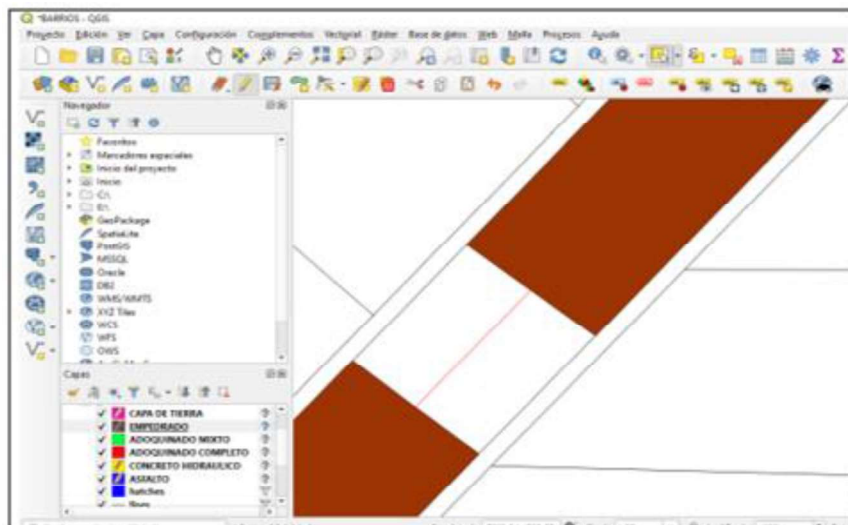 *BARRIOS - QGIS
Proyecto Edición Ver Capa Configuración Complementos Vectorial Ráster Base de datos Web Malla Procesos Ayuda
Navegador
Favoritos
Marcadores espaciales
Inicio del proyecto
Inicio
C:\
E:\
GeoPackage
SpatiaLite
PostGIS
MSSQL
Oracle
DB2
WMS/WMTS
XYZ Tiles
WCS
WFS
OWS
Capas
CAPA DE TIERRA
EMPEDRADO
ADOQUINADO MIXTO
ADOQUINADO COMPLETO
CONCRETO HIDRAULICO
ASFALTO
hatches
lines